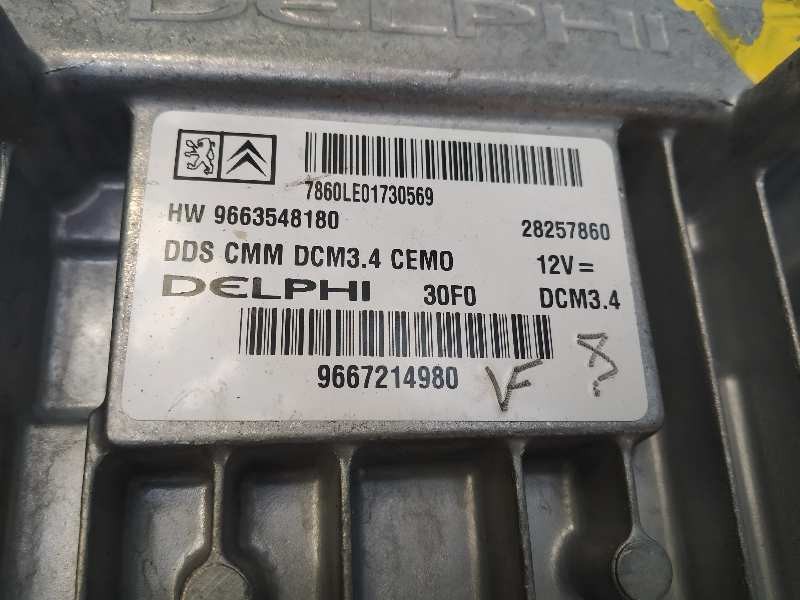 DELPHI
7860LE01730569
HW 9663548180 28257860
DDS CMM DCM3.4 CEMO 12V=
DELPHI 30F0 DCM3.4
9667214980 VF